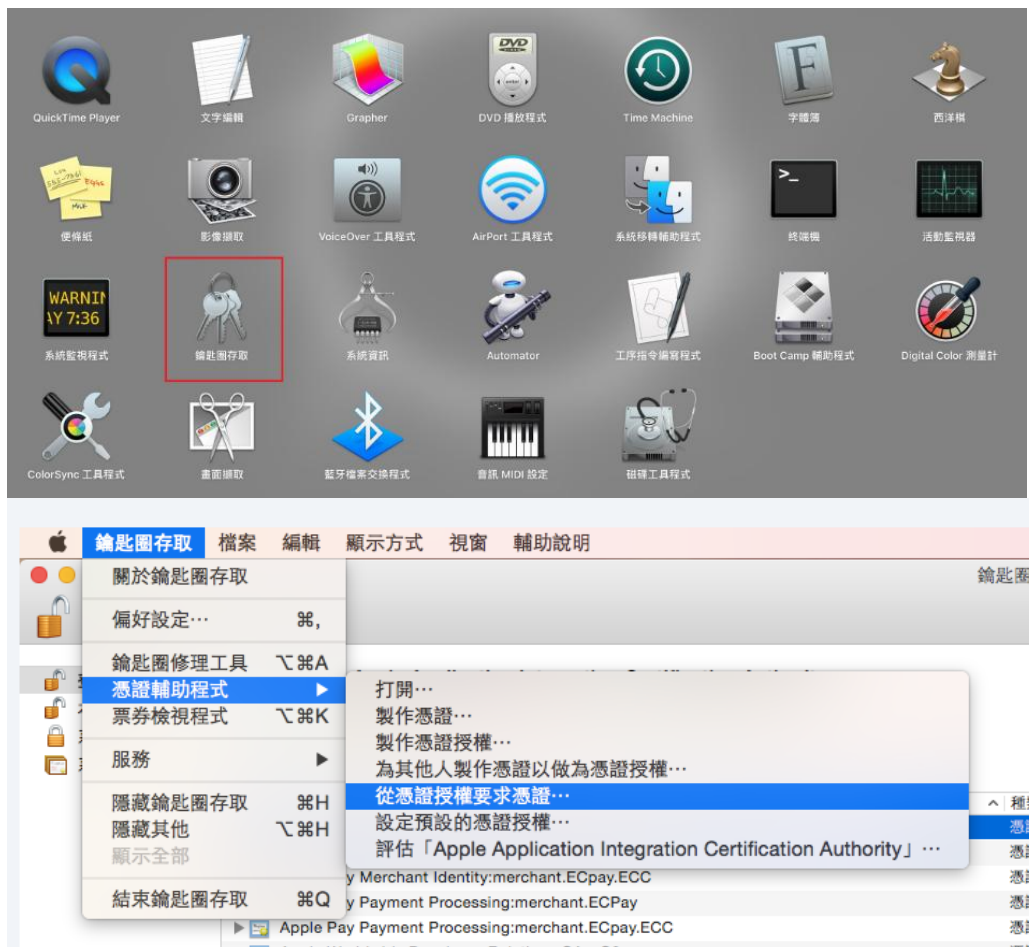 QuickTime Player
文字編輯
Grapher
DVD 播放程式
Time Machine
字體簿
西洋棋
便條紙
影像擷取
VoiceOver 工具程式
AirPort 工具程式
系統移轉輔助程式
終端機
活動監視器
WARNIN
AY 7:36
系統監視程式
鑰匙圈存取
系統資訊
Automator
工序指令編寫程式
Boot Camp 輔助程式
Digital Color 測量計
ColorSync 工具程式
畫面擷取
藍牙檔案交換程式
音訊 MIDI 設定
磁碟工具程式
鑰匙圈存取 檔案 編輯 顯示方式 視窗 輔助說明
關於鑰匙圈存取
鑰匙圈
偏好設定⋯ ⌘,
鑰匙圈修理工具 ⌥⌘A
憑證輔助程式 ▶
票券檢視程式 ⌥⌘K
服務 ▶
隱藏鑰匙圈存取 ⌘H
隱藏其他 ⌥⌘H
顯示全部
結束鑰匙圈存取 ⌘Q
打開⋯
製作憑證⋯
製作憑證授權⋯
為其他人製作憑證以做為憑證授權⋯
從憑證授權要求憑證⋯
設定預設的憑證授權⋯
評估「Apple Application Integration Certification Authority」⋯
y Merchant Identity:merchant.ECpay.ECC
y Payment Processing:merchant.ECPay
Apple Pay Payment Processing:merchant.ECPay.ECC